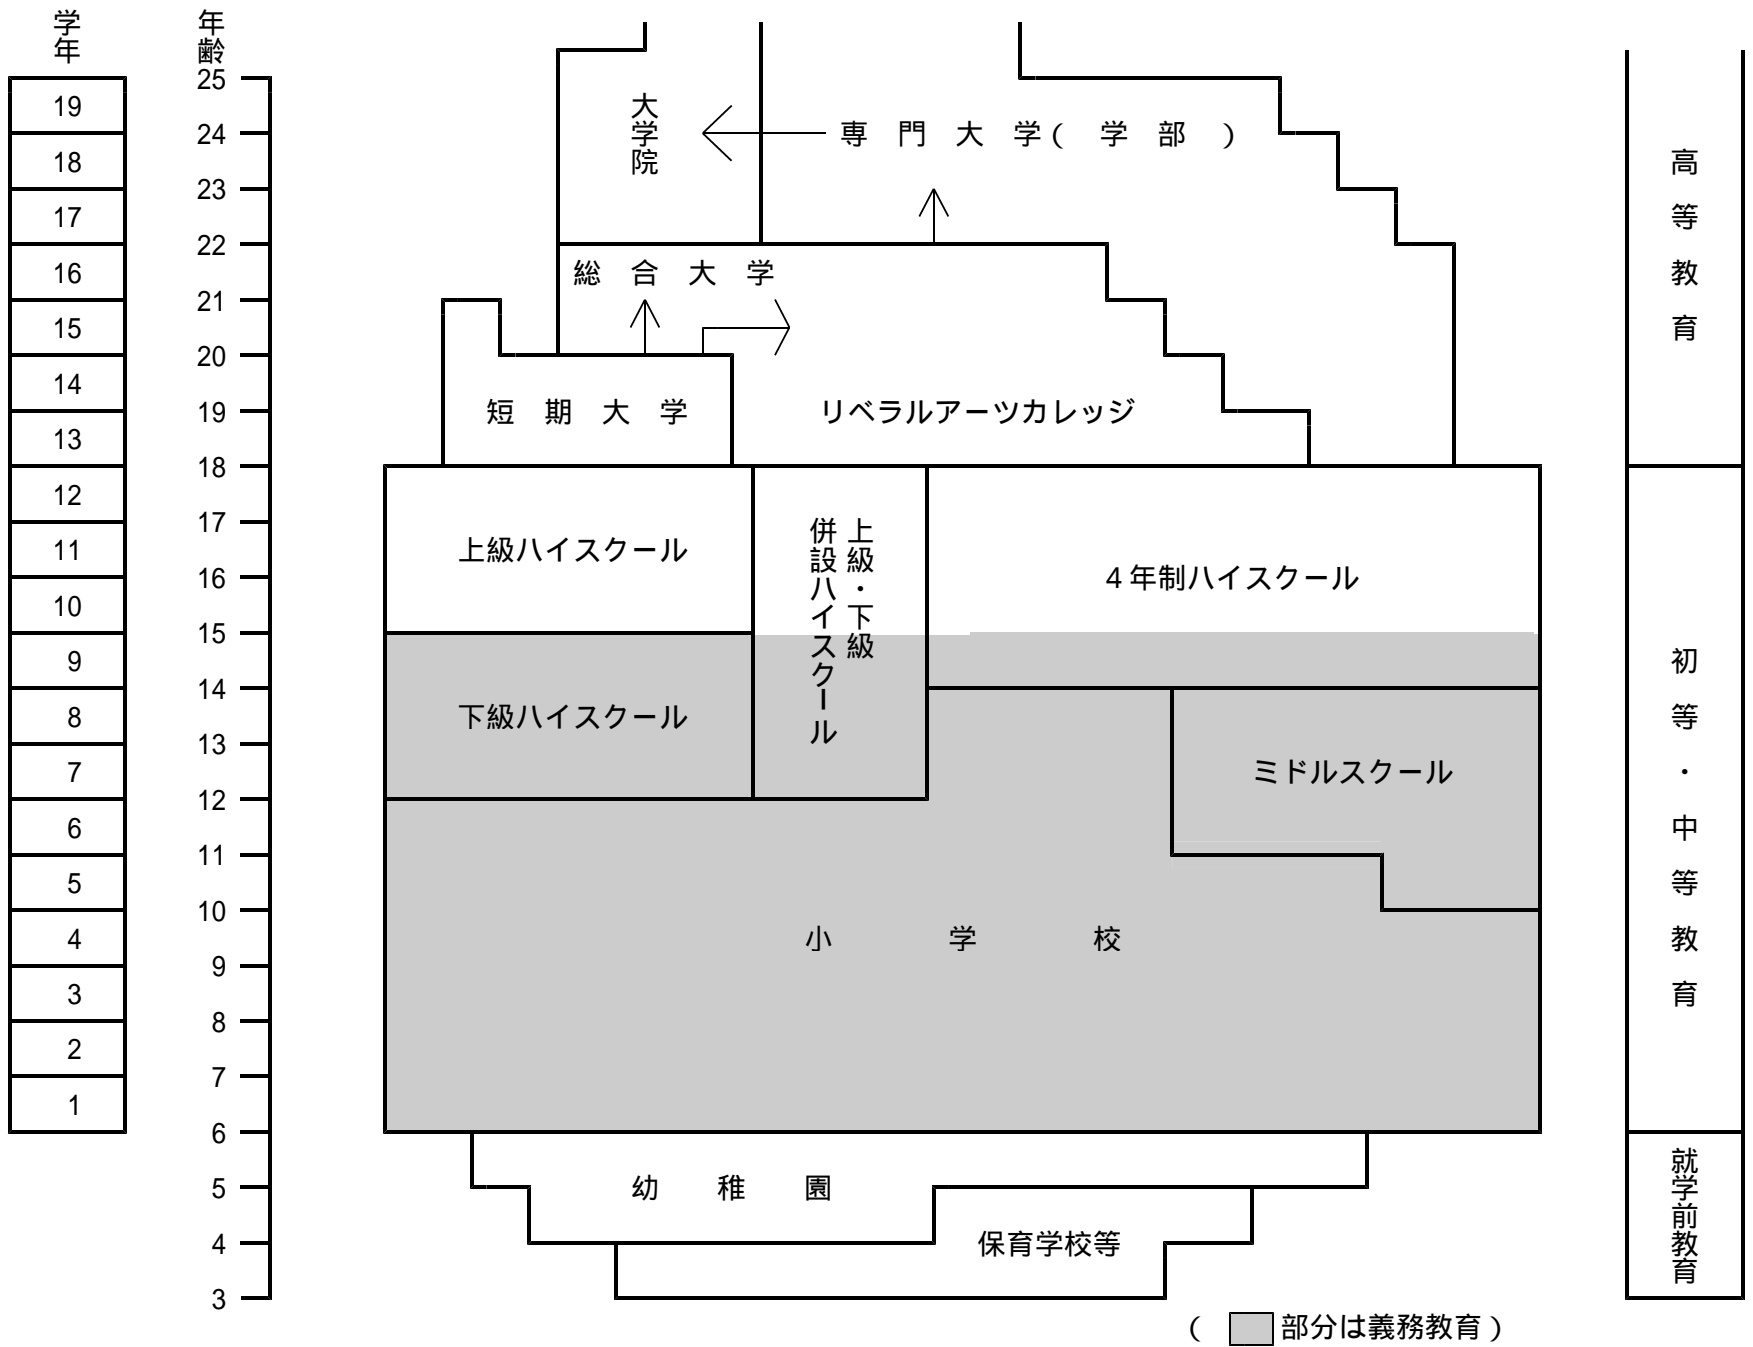 学年
年齢
25
19
24
18
23
17
22
16
21
15
20
14
19
13
18
12
17
11
16
10
15
9
14
8
13
7
12
6
11
5
10
4
9
3
8
2
7
1
6
5
4
3
大学院
専門大学(学部)
総合大学
短期大学
リベラルアーツカレッジ
上級ハイスクール
上級・下級
併設ハイスクール
4年制ハイスクール
下級ハイスクール
ミドルスクール
小学校
幼稚園
保育学校等
高等教育
初等・中等教育
就学前教育
( 部分は義務教育)